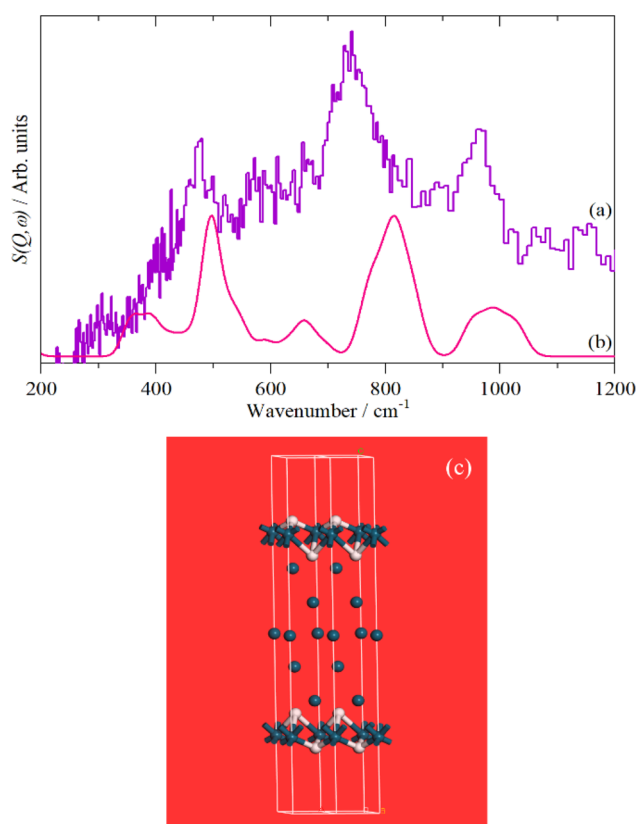 S(Q,ω) / Arb. units
(a)
(b)
200 400 600 800 1000 1200
Wavenumber / cm⁻¹
(c)